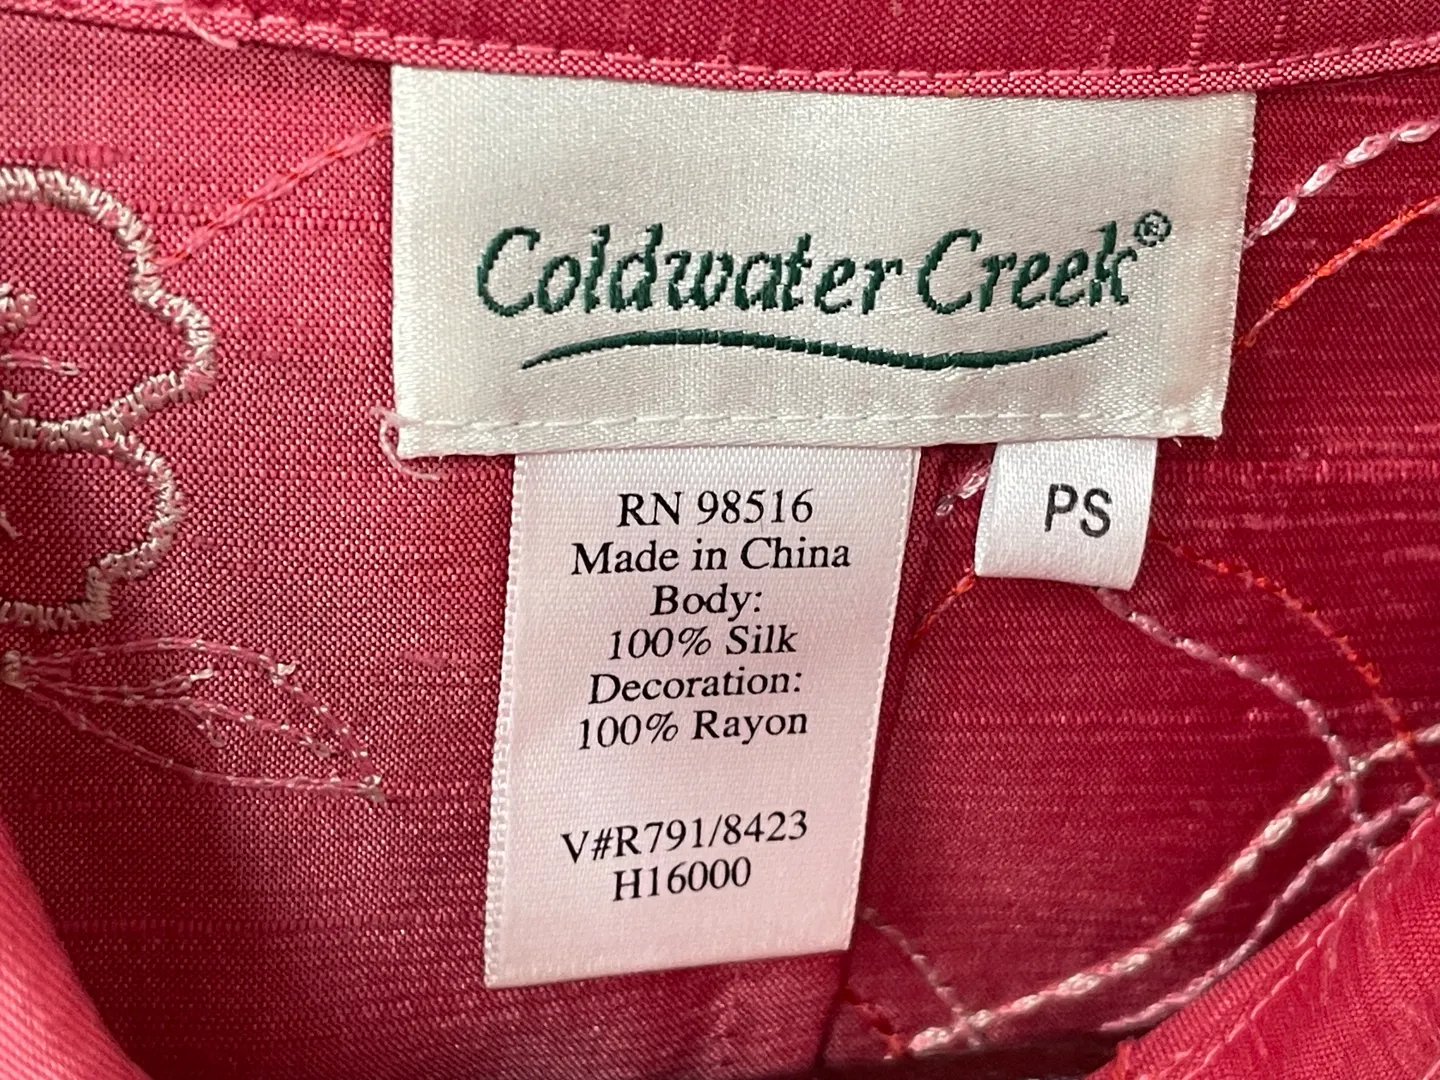 Coldwater Creek®
PS
RN 98516
Made in China
Body:
100% Silk
Decoration:
100% Rayon
V#R791/8423
H16000